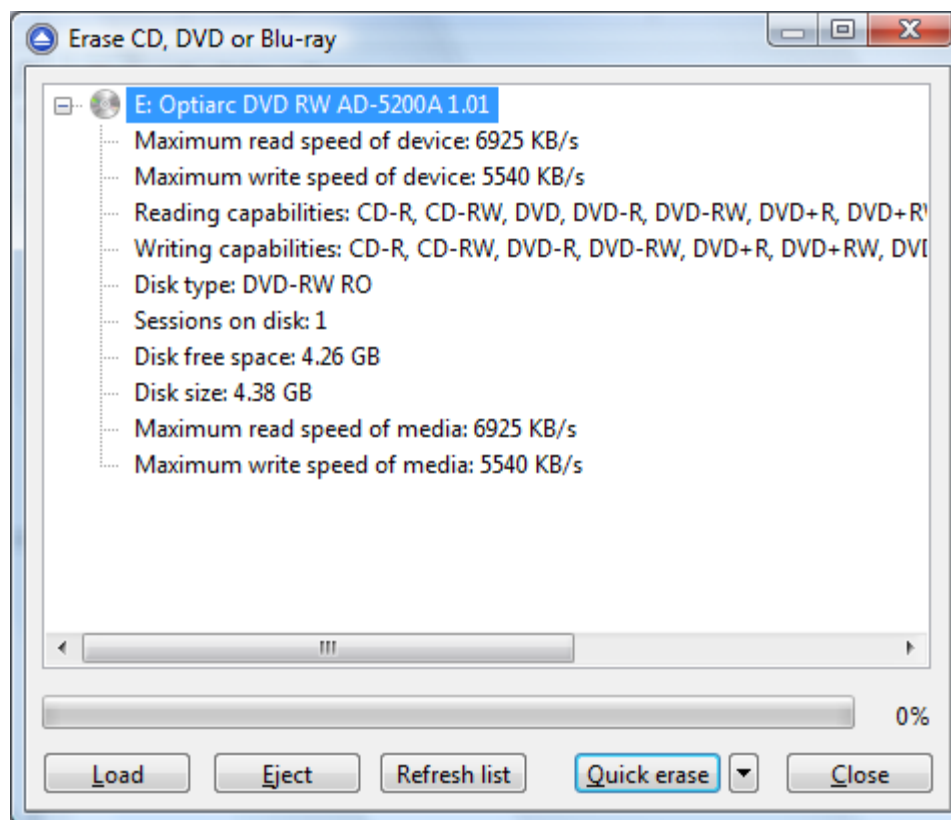 Erase CD, DVD or Blu-ray
E: Optiarc DVD RW AD-5200A 1.01
Maximum read speed of device: 6925 KB/s
Maximum write speed of device: 5540 KB/s
Reading capabilities: CD-R, CD-RW, DVD, DVD-R, DVD-RW, DVD+R, DVD+R
Writing capabilities: CD-R, CD-RW, DVD-R, DVD-RW, DVD+R, DVD+RW,
Disk type: DVD-RW RO
Sessions on disk: 1
Disk free space: 4.26 GB
Disk size: 4.38 GB
Maximum read speed of media: 6925 KB/s
Maximum write speed of media: 5540 KB/s
0%
Load Eject Refresh list Quick erase Close